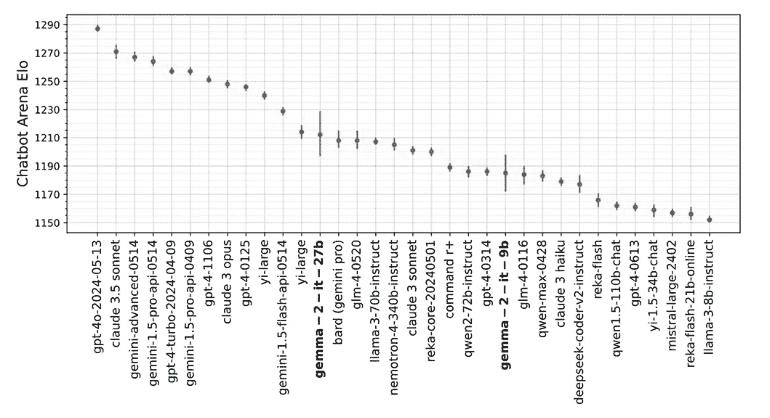 Chatbot Arena Elo
1290
1270
1250
1230
1210
1190
1170
1150
gpt-4o-2024-05-13
claude 3.5 sonnet
gemini-advanced-0514
gemini-1.5-pro-api-0514
gpt-4-turbo-2024-04-09
gemini-1.5-pro-api-0409
gpt-4-1106
claude 3 opus
gpt-4-0125
yi-large
gemini-1.5-flash-api-0514
yi-large
gemma − 2 − it − 27b
bard (gemini pro)
glm-4-0520
llama-3-70b-instruct
nemotron-4-340b-instruct
claude 3 sonnet
reka-core-20240501
command r+
qwen2-72b-instruct
gpt-4-0314
gemma − 2 − it − 9b
glm-4-0116
qwen-max-0428
claude 3 haiku
deepseek-coder-v2-instruct
reka-flash
qwen1.5-110b-chat
gpt-4-0613
yi-1.5-34b-chat
mistral-large-2402
reka-flash-21b-online
llama-3-8b-instruct